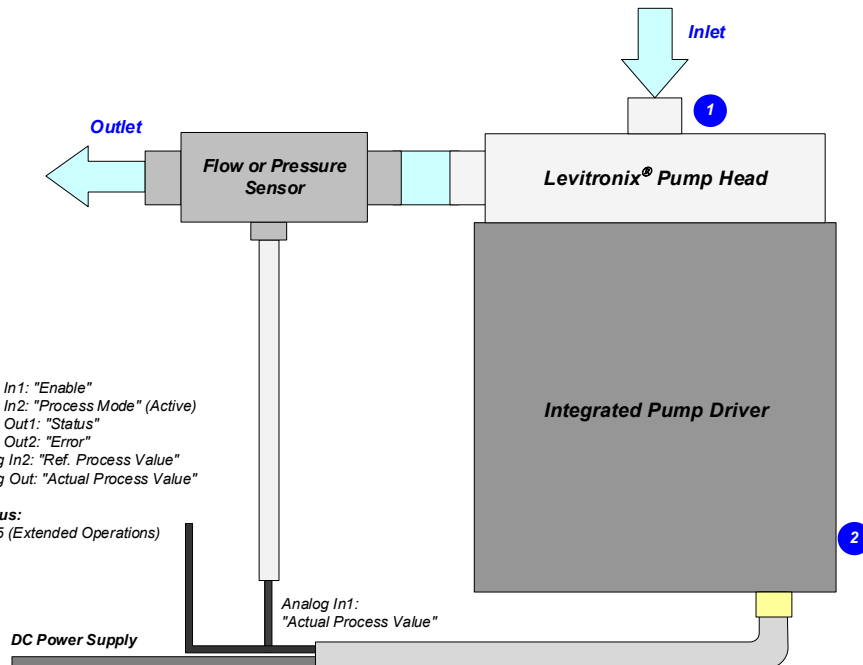 Inlet
1
Outlet
Flow or Pressure
Sensor
Levitronix® Pump Head
In1: "Enable"
In2: "Process Mode" (Active)
Out1: "Status"
Out2: "Error"
In2: "Ref. Process Value"
Out: "Actual Process Value"
Integrated Pump Driver
(Extended Operations)
2
Analog In1:
"Actual Process Value"
DC Power Supply